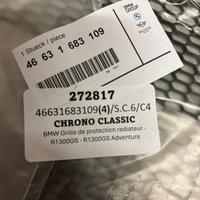 BMW
GROUP
1 Stueck / piece
46 63 1 683 109
272817
46631683109(4)/S.C.6/C4
CHRONO CLASSIC
BMW Grille de protection radiateur -
R1300GS - R1300GS Adventure